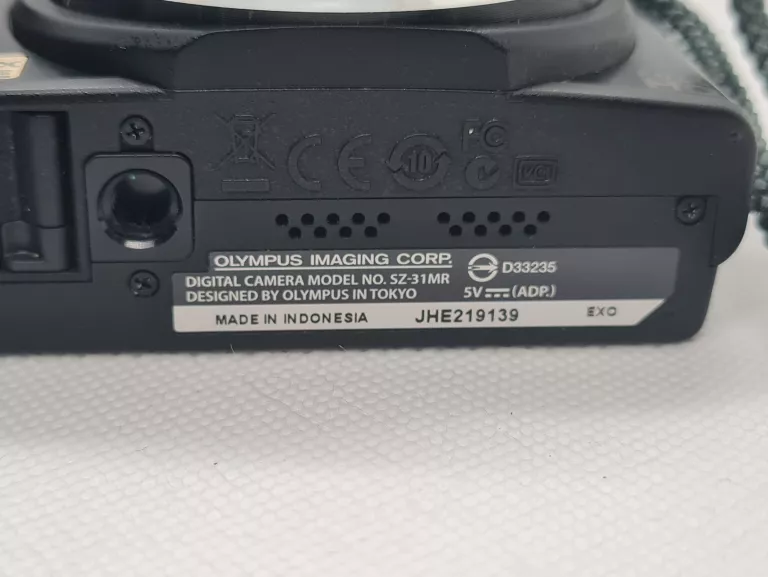 X
10
FC
VCI
OLYMPUS IMAGING CORP.
D33235
DIGITAL CAMERA MODEL NO. SZ-31MR
DESIGNED BY OLYMPUS IN TOKYO
5V⎓(ADP.)
MADE IN INDONESIA JHE219139 EXO